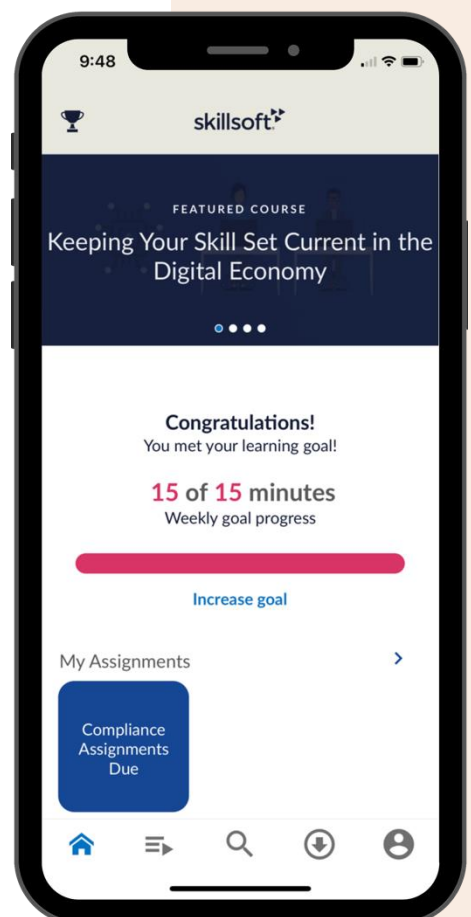 9:48
skillsoft
FEATURED COURSE
Keeping Your Skill Set Current in the
Digital Economy
Congratulations!
You met your learning goal!
15 of 15 minutes
Weekly goal progress
Increase goal
My Assignments
Compliance
Assignments
Due